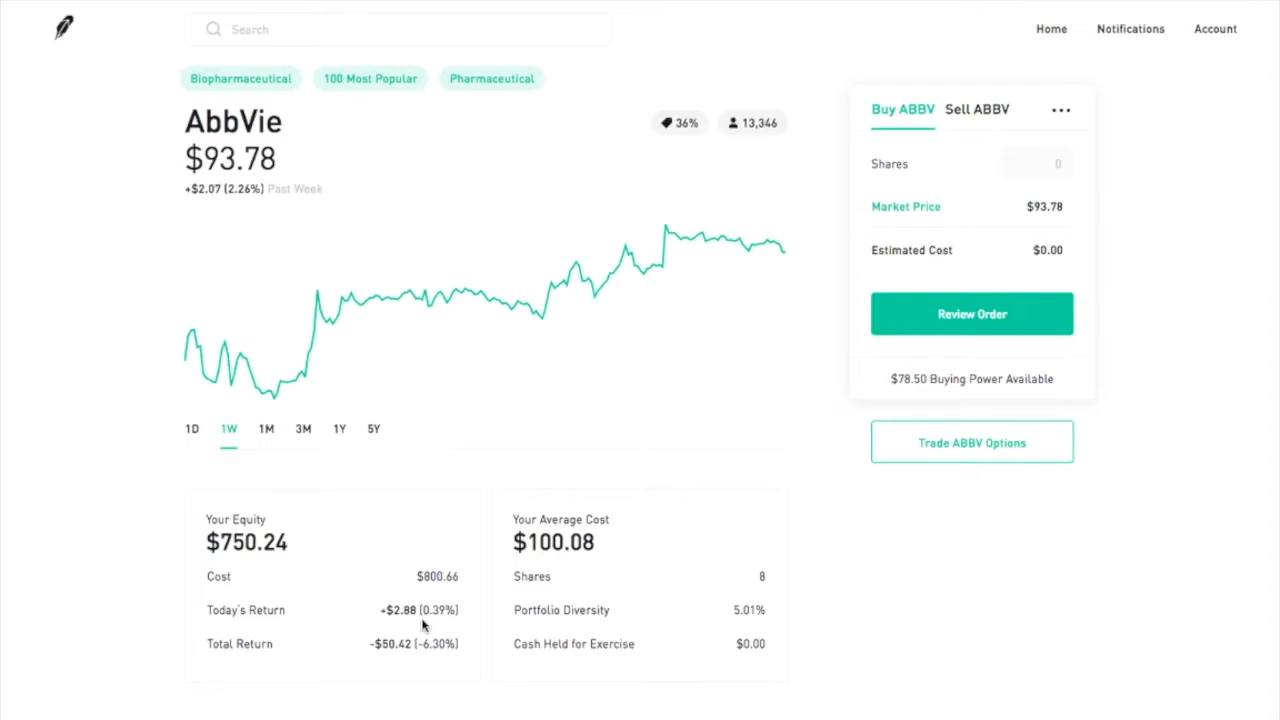 Search
Home Notifications Account
Biopharmaceutical 100 Most Popular Pharmaceutical
AbbVie
36% 13,346
$93.78
+$2.07 (2.26%) Past Week
1D 1W 1M 3M 1Y 5Y
Buy ABBV Sell ABBV
Shares 0
Market Price $93.78
Estimated Cost $0.00
Review Order
$78.50 Buying Power Available
Trade ABBV Options
Your Equity
$750.24
Cost $800.66
Today's Return +$2.88 (0.39%)
Total Return -$50.42 (-6.30%)
Your Average Cost
$100.08
Shares 8
Portfolio Diversity 5.01%
Cash Held for Exercise $0.00